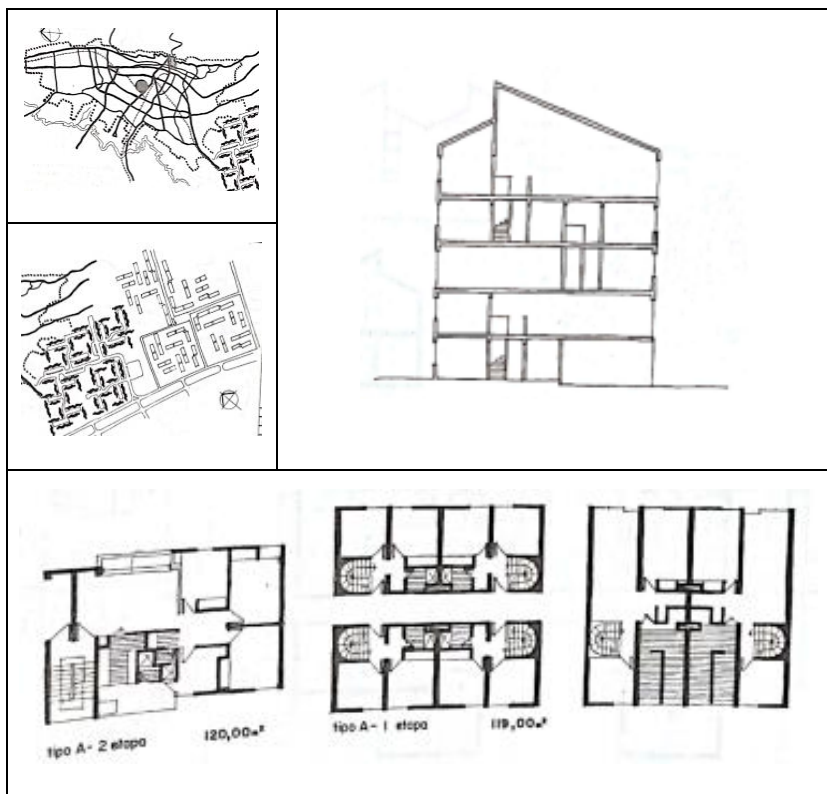 tipo A- 2 etapa
120,00m²
tipo A- 1 etapa
119,00m²